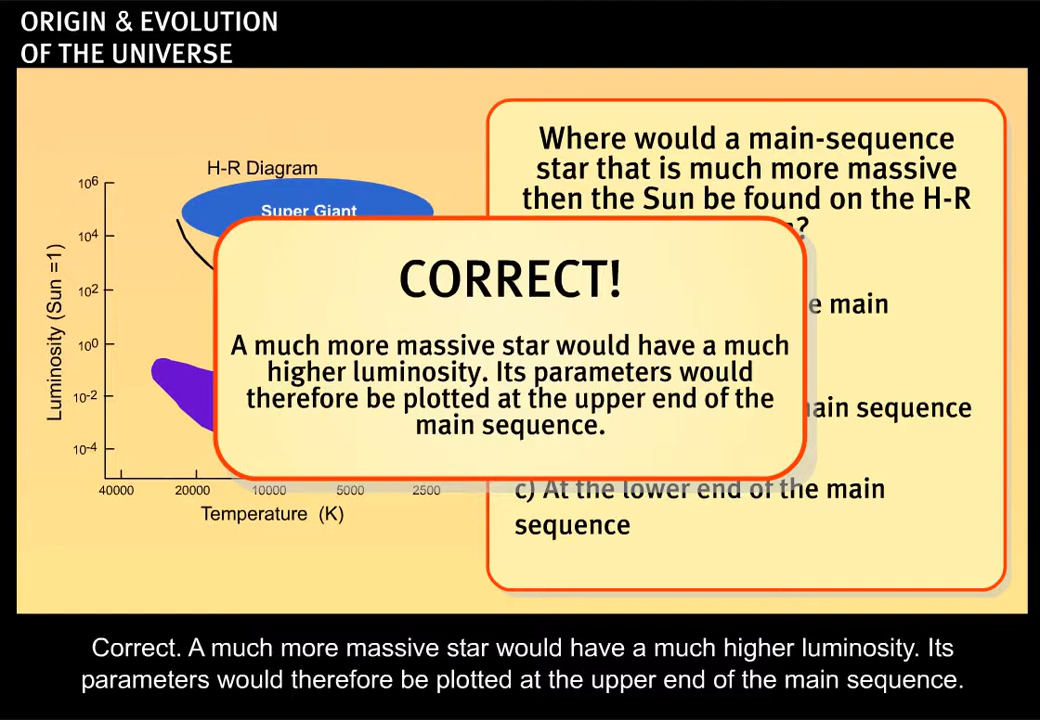 ORIGIN & EVOLUTION
OF THE UNIVERSE
H-R Diagram
10⁶
10⁴
10²
10⁰
10⁻²
10⁻⁴
Luminosity (Sun =1)
Super Giant
40000 20000 10000 5000 2500
Temperature (K)
Where would a main-sequence
star that is much more massive
then the Sun be found on the H-R
?
main
main sequence
c) At the lower end of the main
sequence
CORRECT!
A much more massive star would have a much
higher luminosity. Its parameters would
therefore be plotted at the upper end of the
main sequence.
Correct. A much more massive star would have a much higher luminosity. Its
parameters would therefore be plotted at the upper end of the main sequence.